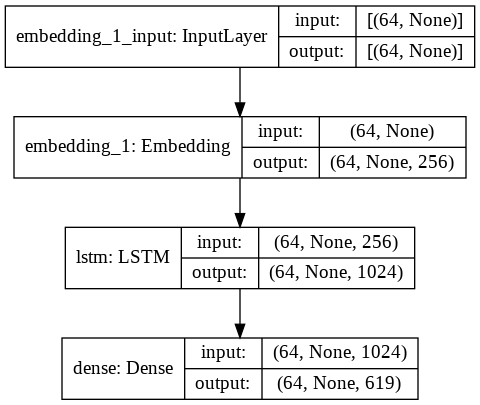 embedding_1_input: InputLayer
input: [(64, None)]
output: [(64, None)]
embedding_1: Embedding
input: (64, None)
output: (64, None, 256)
lstm: LSTM
input: (64, None, 256)
output: (64, None, 1024)
dense: Dense
input: (64, None, 1024)
output: (64, None, 619)